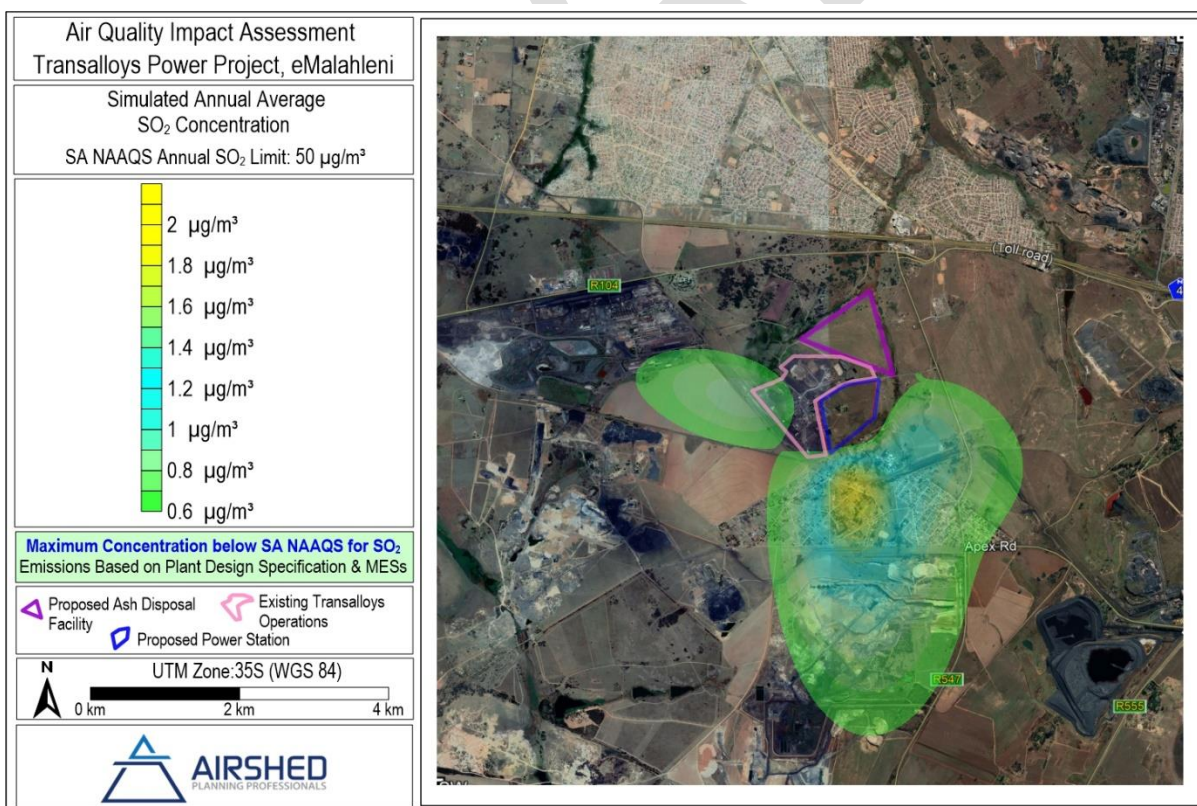 Air Quality Impact Assessment
Transalloys Power Project, eMalahleni
Simulated Annual Average
SO₂ Concentration
SA NAAQS Annual SO₂ Limit: 50 µg/m³
2 µg/m³
1.8 µg/m³
1.6 µg/m³
1.4 µg/m³
1.2 µg/m³
1 µg/m³
0.8 µg/m³
0.6 µg/m³
Maximum Concentration below SA NAAQS for SO₂
Emissions Based on Plant Design Specification & MESs
Proposed Ash Disposal
Facility
Existing Transalloys
Operations
Proposed Power Station
N
UTM Zone:35S (WGS 84)
0 km 2 km 4 km
AIRSHED
PLANNING PROFESSIONALS
(Toll road)
R104
N
4
Apex Rd
R547
R555